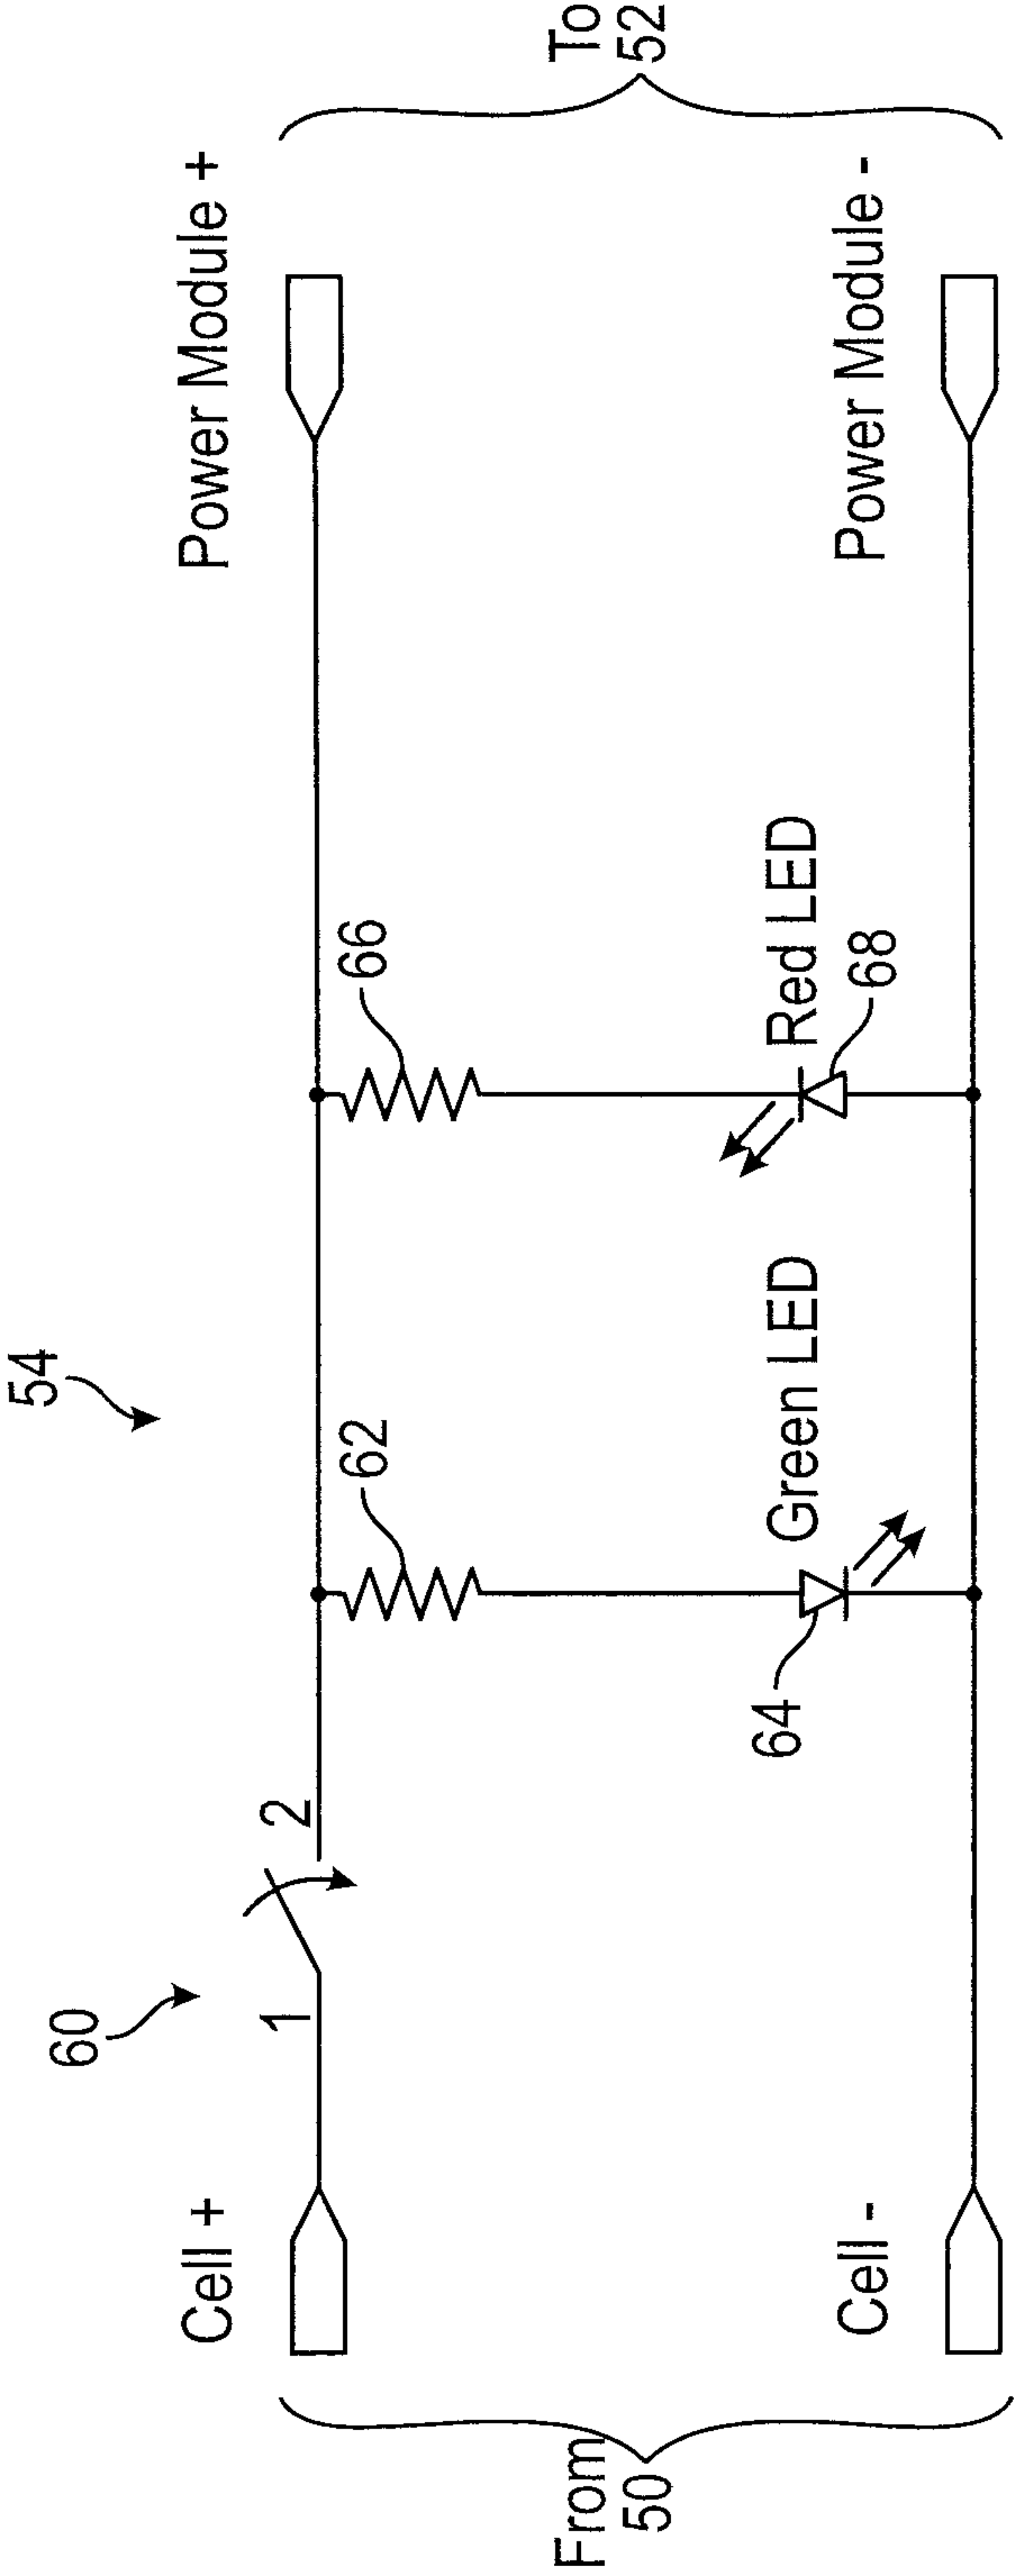 54
60
Cell +
1
2
Power Module +
62
66
From
50
To
52
Green LED
Red LED
64
68
Cell -
Power Module -